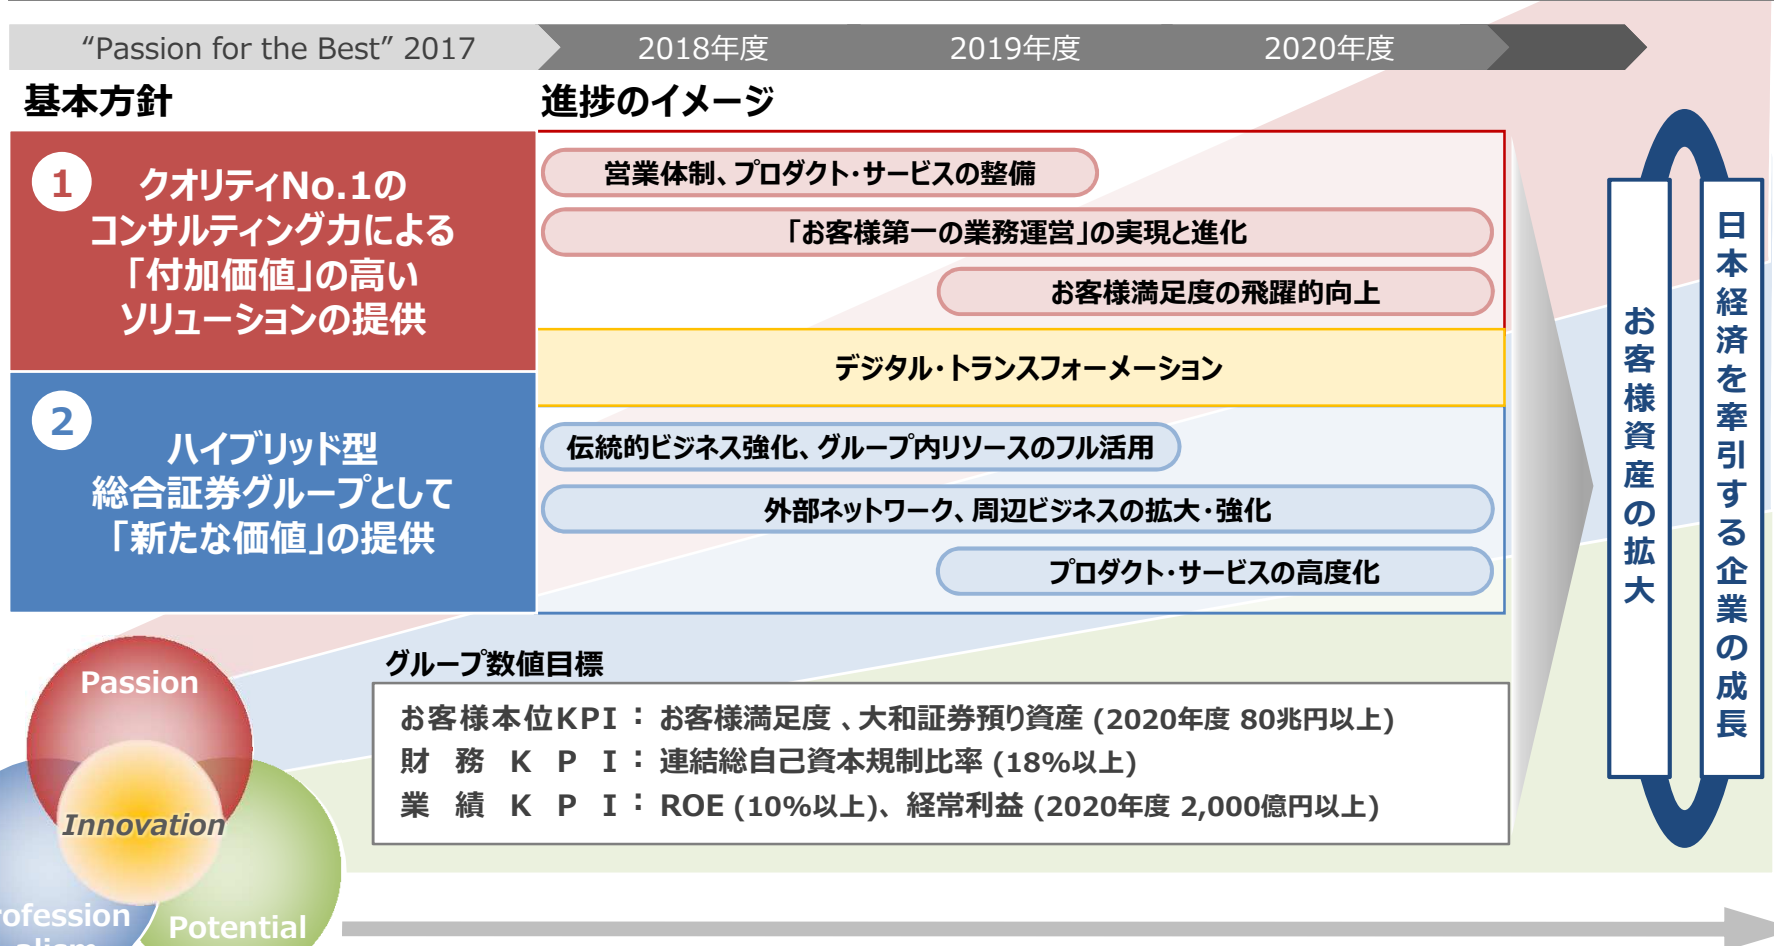 “Passion for the Best” 2017
2018年度
2019年度
2020年度
基本方針
進捗のイメージ
1
クオリティNo.1の
コンサルティング力による
「付加価値」の高い
ソリューションの提供
営業体制、プロダクト・サービスの整備
「お客様第一の業務運営」の実現と進化
お客様満足度の飛躍的向上
デジタル・トランスフォーメーション
2
ハイブリッド型
総合証券グループとして
「新たな価値」の提供
伝統的ビジネス強化、グループ内リソースのフル活用
外部ネットワーク、周辺ビジネスの拡大・強化
プロダクト・サービスの高度化
お客様資産の拡大
日本経済を牽引する企業の成長
グループ数値目標
お客様本位KPI： お客様満足度 、大和証券預り資産 (2020年度 80兆円以上)
財 務 K P I： 連結総自己資本規制比率 (18%以上)
業 績 K P I： ROE (10%以上)、経常利益 (2020年度 2,000億円以上)
Passion
Innovation
rofession
alism
Potential